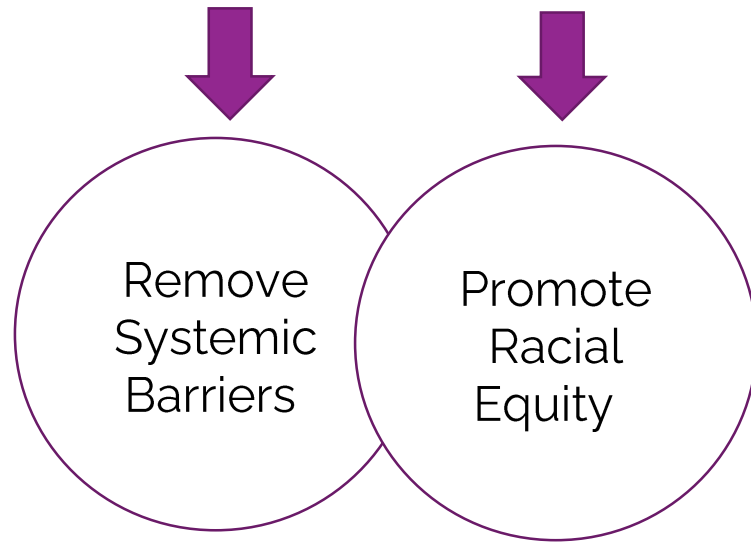 Remove
Systemic
Barriers
Promote
Racial
Equity